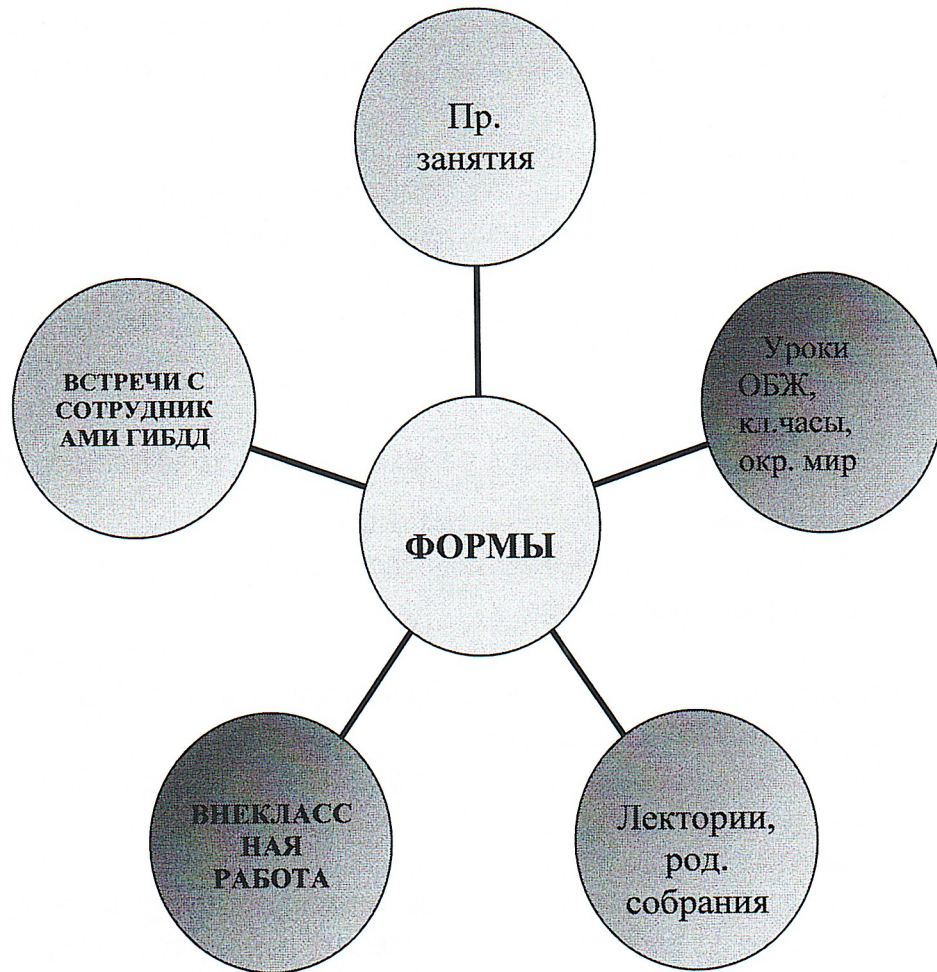 Пр.
занятия
ВСТРЕЧИ С
СОТРУДНИК
АМИ ГИБДД
Уроки
ОБЖ,
кл.часы,
окр. мир
ФОРМЫ
ВНЕКЛАСС
НАЯ
РАБОТА
Лектории,
род.
собрания